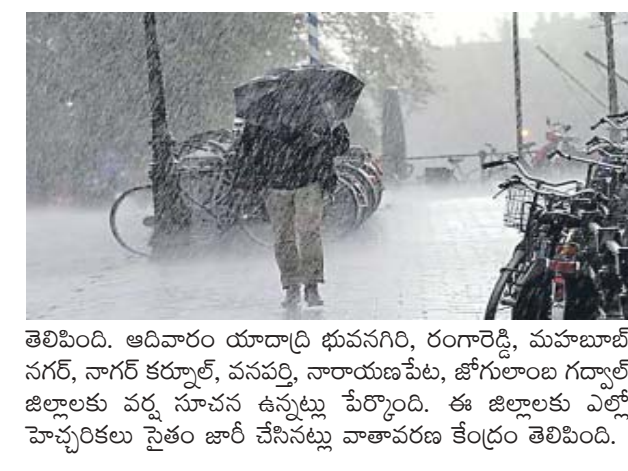 తెలిపింది. ఆదివారం యాదాద్రి భువనగిరి, రంగారెడ్డి, మహబూబ్
నగర్, నాగర్ కర్నూల్, వనపర్తి, నారాయణపేట, జోగులాంబ గద్వాల్
జిల్లాలకు వర్ష సూచన ఉన్నట్లు పేర్కొంది. ఈ జిల్లాలకు ఎల్లో
హెచ్చరికలు సైతం జారీ చేసినట్లు వాతావరణ కేంద్రం తెలిపింది.